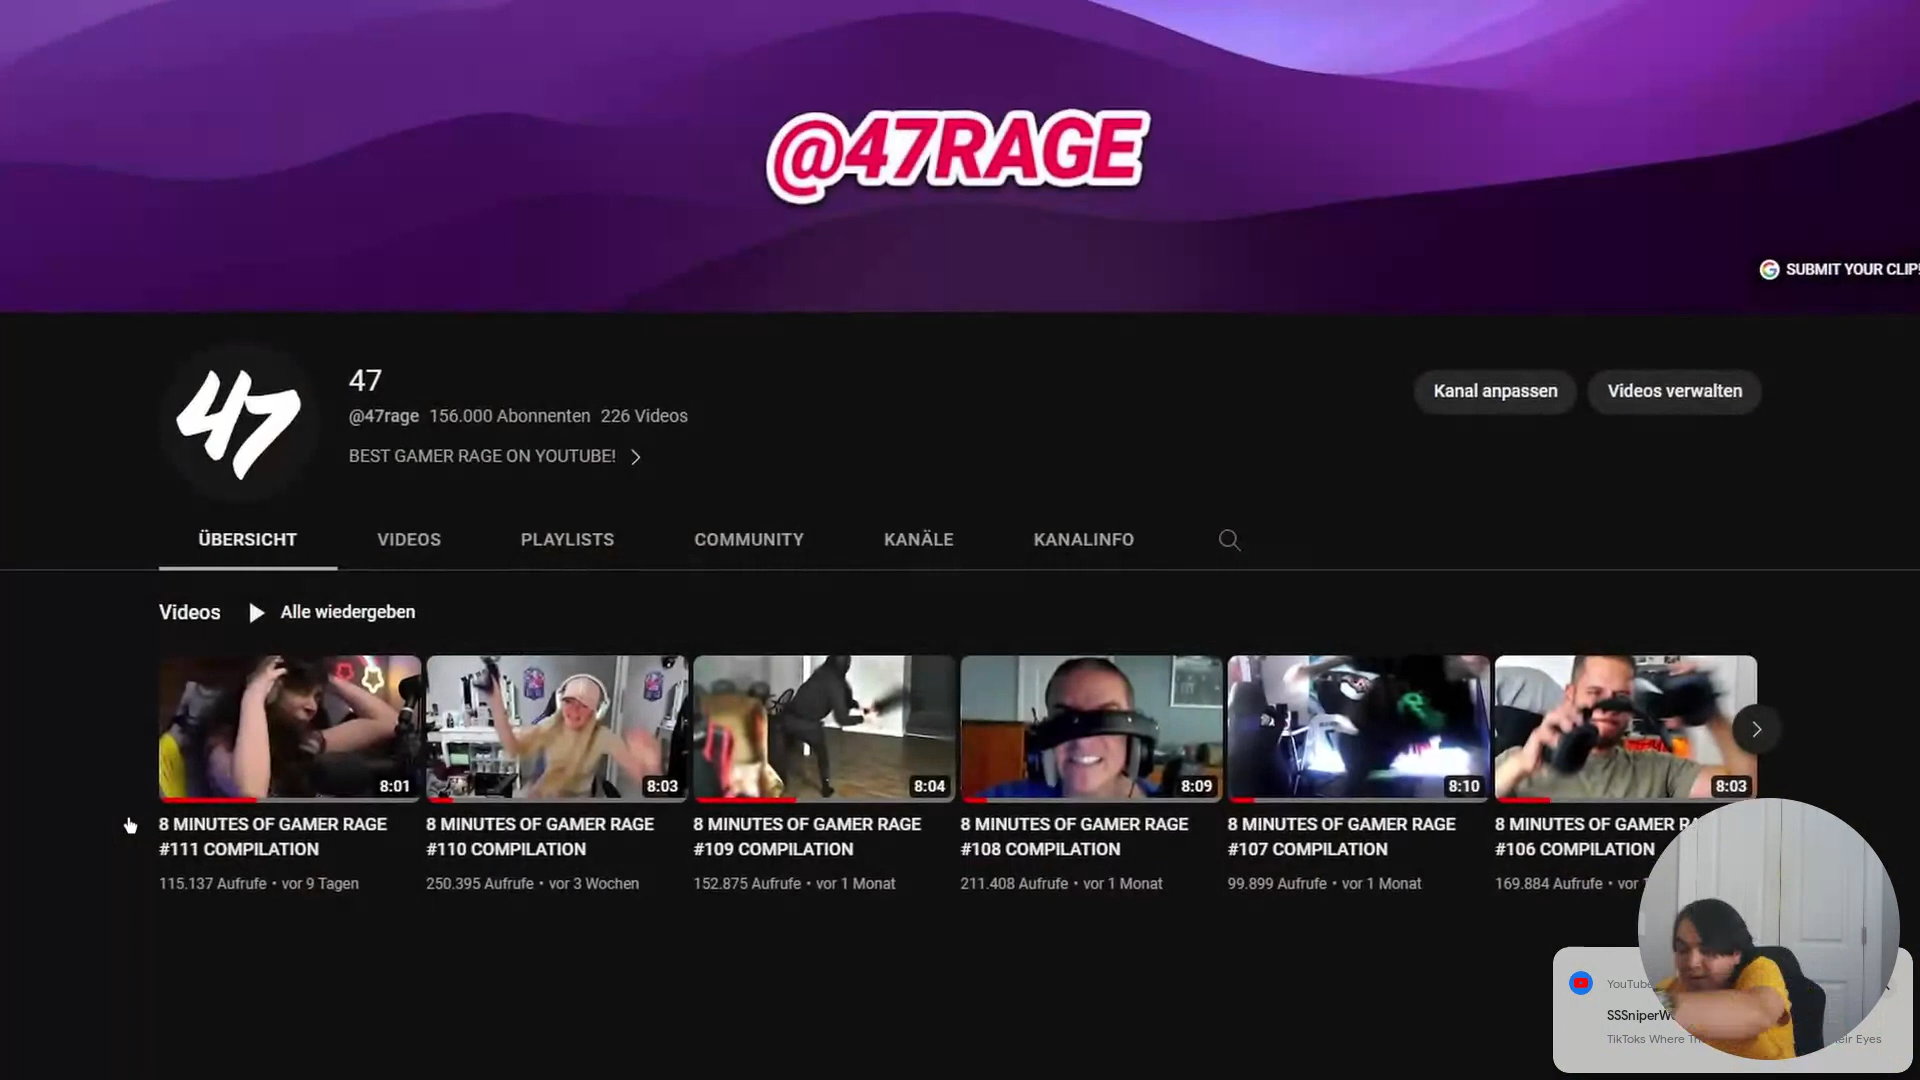 @47RAGE
SUBMIT YOUR CLIP!
47
47
@47rage 156.000 Abonnenten 226 Videos
BEST GAMER RAGE ON YOUTUBE!
Kanal anpassen
Videos verwalten
ÜBERSICHT VIDEOS PLAYLISTS COMMUNITY KANÄLE KANALINFO
Videos Alle wiedergeben
8:01 8:03 8:04 8:09 8:10 8:03
8 MINUTES OF GAMER RAGE
#111 COMPILATION
115.137 Aufrufe • vor 9 Tagen
8 MINUTES OF GAMER RAGE
#110 COMPILATION
250.395 Aufrufe • vor 3 Wochen
8 MINUTES OF GAMER RAGE
#109 COMPILATION
152.875 Aufrufe • vor 1 Monat
8 MINUTES OF GAMER RAGE
#108 COMPILATION
211.408 Aufrufe • vor 1 Monat
8 MINUTES OF GAMER RAGE
#107 COMPILATION
99.899 Aufrufe • vor 1 Monat
8 MINUTES OF GAMER
#106 COMPILATION
169.884 Aufrufe • vor
YouTube
TikToks Where Eyes